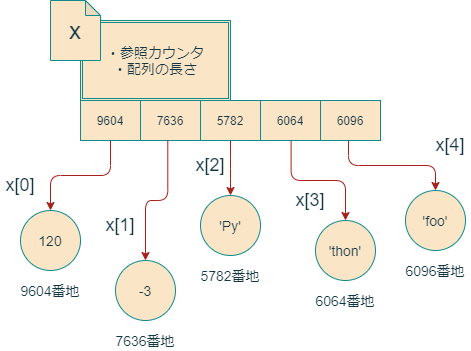 X
・参照カウンタ
・配列の長さ
9604 7636 5782 6064 6096
x[0] x[1] x[2] x[3] x[4]
120 -3 'Py' 'thon' 'foo'
9604番地 7636番地 5782番地 6064番地 6096番地